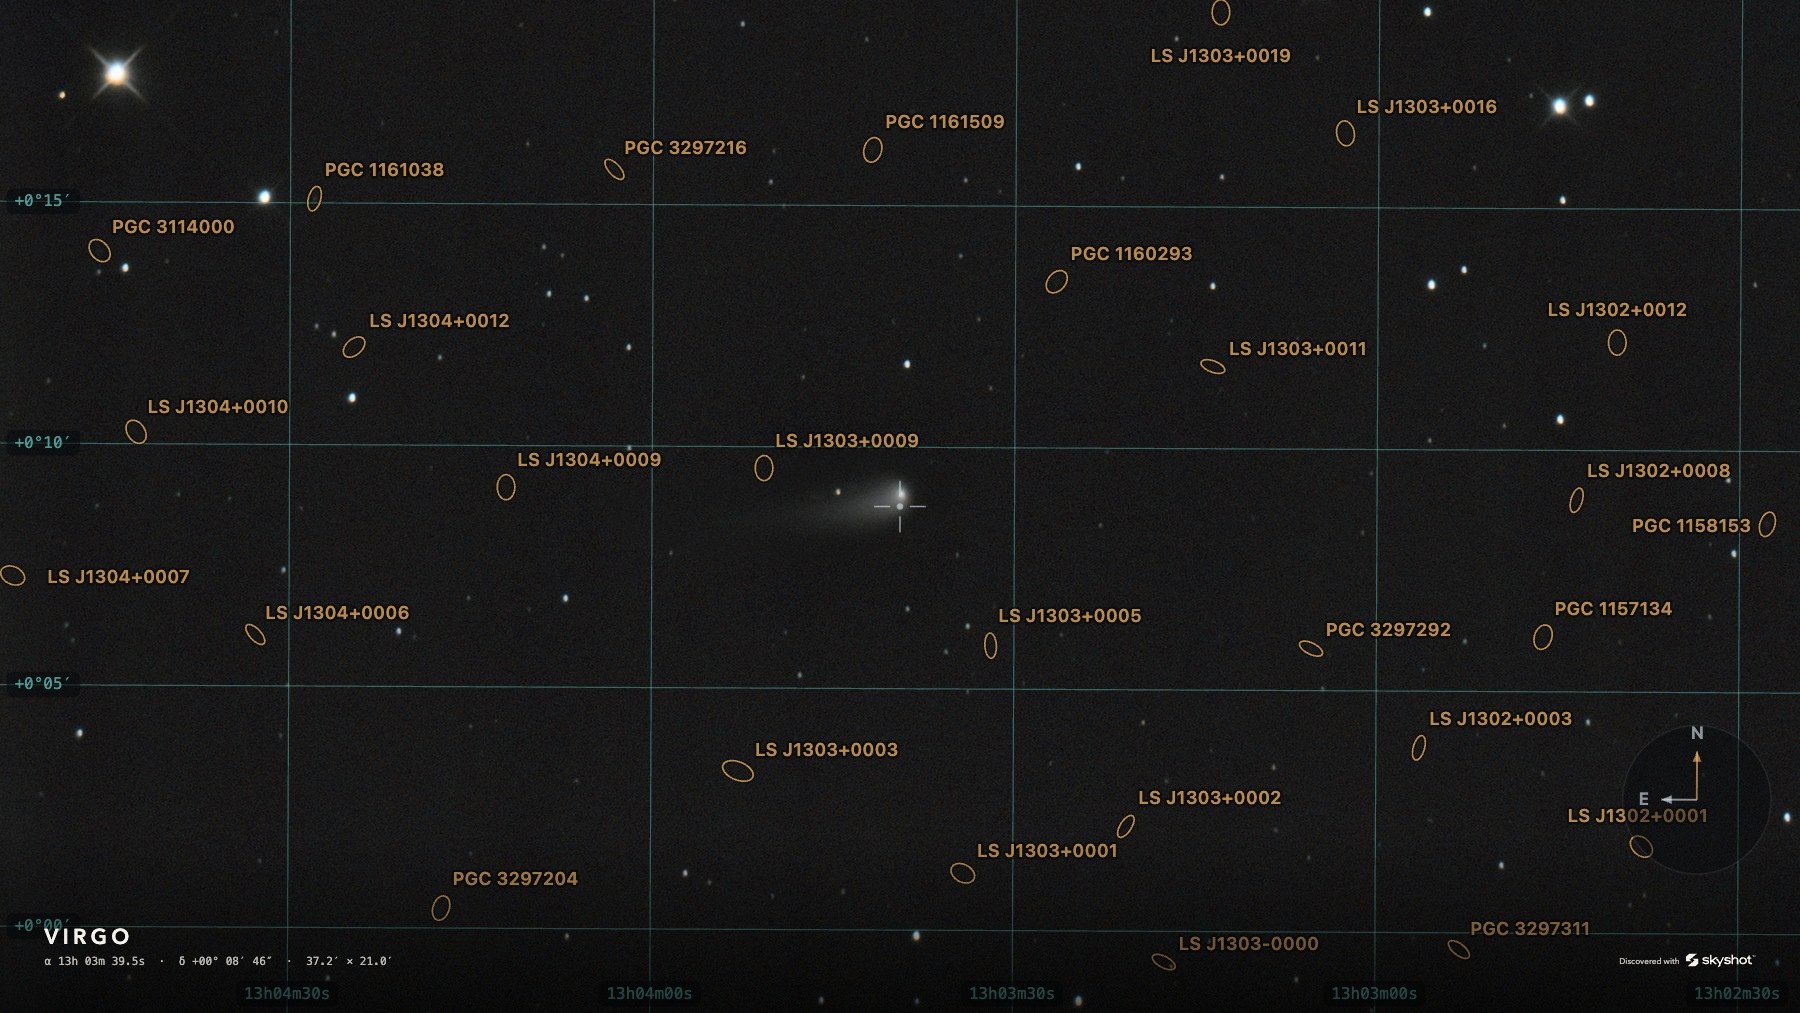 LS J1303+0019
LS J1303+0016
PGC 1161509
PGC 3297216
PGC 1161038
+0°15′
PGC 3114000
PGC 1160293
LS J1302+0012
LS J1304+0012
LS J1303+0011
LS J1304+0010
+0°10′
LS J1303+0009
LS J1304+0009
LS J1302+0008
PGC 1158153
LS J1304+0007
LS J1304+0006
LS J1303+0005
PGC 1157134
PGC 3297292
+0°05′
LS J1302+0003
N
LS J1303+0003
E
LS J1303+0002
LS J1302+0001
LS J1303+0001
PGC 3297204
+0°00′
VIRGO
PGC 3297311
LS J1303-0000
α 13h 03m 39.5s · δ +00° 08′ 46″ · 37.2′ × 21.0′
Discovered with skyshot
13h04m30s
13h04m00s
13h03m30s
13h03m00s
13h02m30s